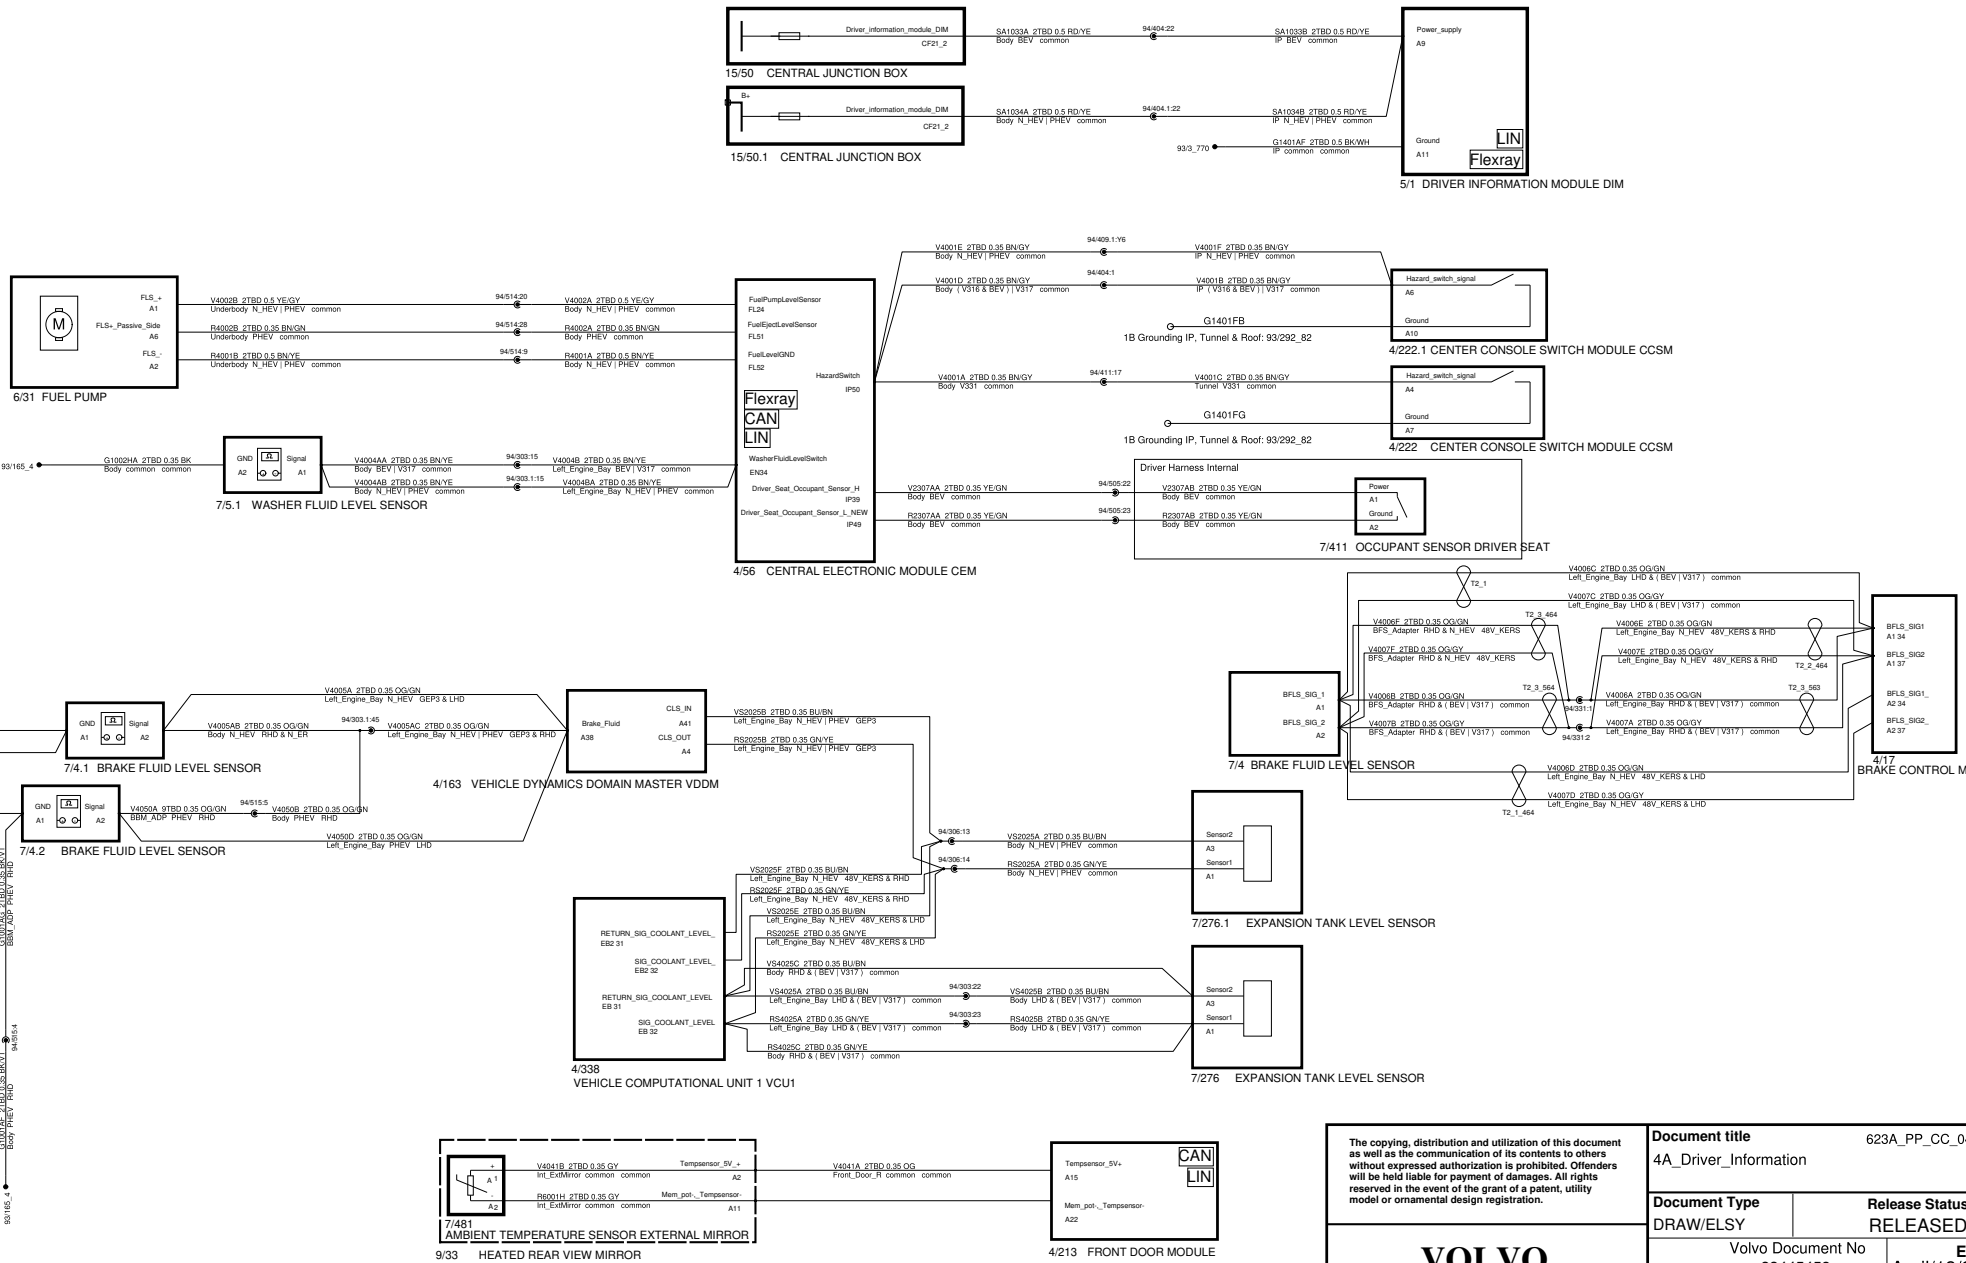 Driver_information_module_DIM
CF21_2
15/50 CENTRAL JUNCTION BOX
SA1033A 2TBD 0.5 RD/YE
Body BEV common
94/404:22
SA1033B 2TBD 0.5 RD/YE
IP BEV common
Power_supply
A9
B+
Driver_information_module_DIM
CF21_2
15/50.1 CENTRAL JUNCTION BOX
SA1034A 2TBD 0.5 RD/YE
Body N_HEV | PHEV common
94/404.1:22
SA1034B 2TBD 0.5 RD/YE
IP N_HEV | PHEV common
93/3_770
G1401AF 2TBD 0.5 BK/WH
IP common common
Ground
A11
LIN
Flexray
5/1 DRIVER INFORMATION MODULE DIM
M
FLS_+
A1
FLS+_Passive_Side
A6
FLS_-
A2
6/31 FUEL PUMP
V4002B 2TBD 0.5 YE/GY
Underbody N_HEV | PHEV common
94/514:20
V4002A 2TBD 0.5 YE/GY
Body N_HEV | PHEV common
R4002B 2TBD 0.35 BN/GN
Underbody PHEV common
94/514:28
R4002A 2TBD 0.35 BN/GN
Body PHEV common
R4001B 2TBD 0.5 BN/YE
Underbody N_HEV | PHEV common
94/514:9
R4001A 2TBD 0.5 BN/YE
Body N_HEV | PHEV common
FuelPumpLevelSensor
FL24
FuelEjectLevelSensor
FL51
FuelLevelGND
FL52
HazardSwitch
IP50
Flexray
CAN
LIN
WasherFluidLevelSwitch
EN34
Driver_Seat_Occupant_Sensor_H
IP39
Driver_Seat_Occupant_Sensor_L_NEW
IP49
4/56 CENTRAL ELECTRONIC MODULE CEM
V4001E 2TBD 0.35 BN/GY
Body N_HEV | PHEV common
94/409.1:Y6
V4001F 2TBD 0.35 BN/GY
IP N_HEV | PHEV common
V4001D 2TBD 0.35 BN/GY
Body ( V316 & BEV ) | V317 common
94/404:1
V4001B 2TBD 0.35 BN/GY
IP ( V316 & BEV ) | V317 common
Hazard_switch_signal
A6
Ground
A10
G1401FB
1B Grounding IP, Tunnel & Roof: 93/292_82
4/222.1 CENTER CONSOLE SWITCH MODULE CCSM
V4001A 2TBD 0.35 BN/GY
Body V331 common
94/411:17
V4001C 2TBD 0.35 BN/GY
Tunnel V331 common
Hazard_switch_signal
A4
Ground
A7
G1401FG
1B Grounding IP, Tunnel & Roof: 93/292_82
4/222 CENTER CONSOLE SWITCH MODULE CCSM
93/165_4
G1002HA 2TBD 0.35 BK
Body common common
GND
A2
Ω
Signal
A1
7/5.1 WASHER FLUID LEVEL SENSOR
V4004AA 2TBD 0.35 BN/YE
Body BEV | V317 common
94/303:15
V4004B 2TBD 0.35 BN/YE
Left_Engine_Bay BEV | V317 common
V4004AB 2TBD 0.35 BN/YE
Body N_HEV | PHEV common
94/303.1:15
V4004BA 2TBD 0.35 BN/YE
Left_Engine_Bay N_HEV | PHEV common
Driver Harness Internal
V2307AA 2TBD 0.35 YE/GN
Body BEV common
94/505:22
V2307AB 2TBD 0.35 YE/GN
Body BEV common
R2307AA 2TBD 0.35 YE/GN
Body BEV common
94/505:23
R2307AB 2TBD 0.35 YE/GN
Body BEV common
Power
A1
Ground
A2
7/411 OCCUPANT SENSOR DRIVER SEAT
T2_1
V4006C 2TBD 0.35 OG/GN
Left_Engine_Bay LHD & ( BEV | V317 ) common
V4007C 2TBD 0.35 OG/GY
Left_Engine_Bay LHD & ( BEV | V317 ) common
V4006F 2TBD 0.35 OG/GN
BFS_Adapter RHD & N_HEV 48V_KERS
T2_3_464
V4006E 2TBD 0.35 OG/GN
Left_Engine_Bay N_HEV 48V_KERS & RHD
V4007F 2TBD 0.35 OG/GY
BFS_Adapter RHD & N_HEV 48V_KERS
V4007E 2TBD 0.35 OG/GY
Left_Engine_Bay N_HEV 48V_KERS & RHD
T2_2_464
V4006B 2TBD 0.35 OG/GN
BFS_Adapter RHD & ( BEV | V317 ) common
T2_3_564
94/331:1
V4006A 2TBD 0.35 OG/GN
Left_Engine_Bay RHD & ( BEV | V317 ) common
T2_3_563
V4007B 2TBD 0.35 OG/GY
BFS_Adapter RHD & ( BEV | V317 ) common
94/331:2
V4007A 2TBD 0.35 OG/GY
Left_Engine_Bay RHD & ( BEV | V317 ) common
V4006D 2TBD 0.35 OG/GN
Left_Engine_Bay N_HEV 48V_KERS & LHD
V4007D 2TBD 0.35 OG/GY
Left_Engine_Bay N_HEV 48V_KERS & LHD
T2_1_464
BFLS_SIG_1
A1
BFLS_SIG_2
A2
7/4 BRAKE FLUID LEVEL SENSOR
BFLS_SIG1
A1 34
BFLS_SIG2
A1 37
BFLS_SIG1_
A2 34
BFLS_SIG2_
A2 37
4/17
BRAKE CONTROL M
GND
A1
Ω
Signal
A2
7/4.1 BRAKE FLUID LEVEL SENSOR
V4005A 2TBD 0.35 OG/GN
Left_Engine_Bay N_HEV GEP3 & LHD
V4005AB 2TBD 0.35 OG/GN
Body N_HEV RHD & N_ER
94/303.1:45
V4005AC 2TBD 0.35 OG/GN
Left_Engine_Bay N_HEV | PHEV GEP3 & RHD
GND
A1
Ω
Signal
A2
7/4.2 BRAKE FLUID LEVEL SENSOR
V4050A 9TBD 0.35 OG/GN
BBM_ADP PHEV RHD
94/515:5
V4050B 2TBD 0.35 OG/GN
Body PHEV RHD
V4050D 2TBD 0.35 OG/GN
Left_Engine_Bay PHEV LHD
Brake_Fluid
A38
CLS_IN
A41
CLS_OUT
A4
4/163 VEHICLE DYNAMICS DOMAIN MASTER VDDM
VS2025B 2TBD 0.35 BU/BN
Left_Engine_Bay N_HEV | PHEV GEP3
RS2025B 2TBD 0.35 GN/YE
Left_Engine_Bay N_HEV | PHEV GEP3
94/306:13
VS2025A 2TBD 0.35 BU/BN
Body N_HEV | PHEV common
94/306:14
RS2025A 2TBD 0.35 GN/YE
Body N_HEV | PHEV common
Sensor2
A3
Sensor1
A1
7/276.1 EXPANSION TANK LEVEL SENSOR
VS2025F 2TBD 0.35 BU/BN
Left_Engine_Bay N_HEV 48V_KERS & RHD
RS2025F 2TBD 0.35 GN/YE
Left_Engine_Bay N_HEV 48V_KERS & RHD
VS2025E 2TBD 0.35 BU/BN
Left_Engine_Bay N_HEV 48V_KERS & LHD
RS2025E 2TBD 0.35 GN/YE
Left_Engine_Bay N_HEV 48V_KERS & LHD
RETURN_SIG_COOLANT_LEVEL_
EB2 31
SIG_COOLANT_LEVEL_
EB2 32
RETURN_SIG_COOLANT_LEVEL
EB 31
SIG_COOLANT_LEVEL
EB 32
4/338
VEHICLE COMPUTATIONAL UNIT 1 VCU1
VS4025C 2TBD 0.35 BU/BN
Body RHD & ( BEV | V317 ) common
VS4025A 2TBD 0.35 BU/BN
Left_Engine_Bay LHD & ( BEV | V317 ) common
94/303:22
VS4025B 2TBD 0.35 BU/BN
Body LHD & ( BEV | V317 ) common
RS4025A 2TBD 0.35 GN/YE
Left_Engine_Bay LHD & ( BEV | V317 ) common
94/303:23
RS4025B 2TBD 0.35 GN/YE
Body LHD & ( BEV | V317 ) common
RS4025C 2TBD 0.35 GN/YE
Body RHD & ( BEV | V317 ) common
Sensor2
A3
Sensor1
A1
7/276 EXPANSION TANK LEVEL SENSOR
G1001AG 2TBD 0.35 BK/VT
BBM_ADP PHEV RHD
94/515:4
G1001AF 2TBD 0.35 BK/VT
Body PHEV RHD
93/165_4
+
A 1
-
A 2
7/481
AMBIENT TEMPERATURE SENSOR EXTERNAL MIRROR
9/33 HEATED REAR VIEW MIRROR
V4041B 2TBD 0.35 GY
Int_ExtMirror common common
Tempsensor_5V_+
A2
R6001H 2TBD 0.35 GY
Int_ExtMirror common common
Mem_pot-,_Tempsensor-
A11
V4041A 2TBD 0.35 OG
Front_Door_R common common
Tempsensor_5V+
A15
Mem_pot-,_Tempsensor-
A22
CAN
LIN
4/213 FRONT DOOR MODULE
The copying, distribution and utilization of this document
as well as the communication of its contents to others
without expressed authorization is prohibited. Offenders
will be held liable for payment of damages. All rights
reserved in the event of the grant of a patent, utility
model or ornamental design registration.
VOLVO
Document title
623A_PP_CC_04
4A_Driver_Information
Document Type
DRAW/ELSY
Release Status
RELEASED
Volvo Document No